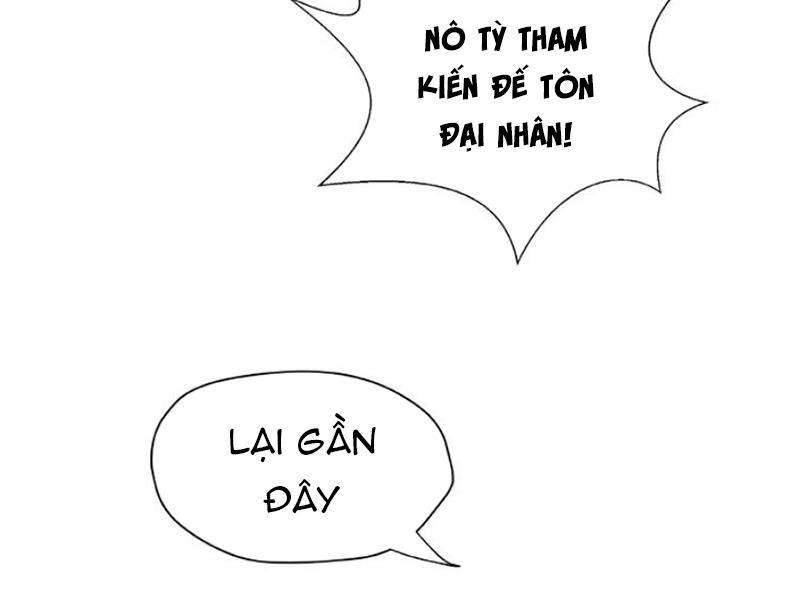 NÔ TỲ THAM
KIẾN ĐẾ TÔN
ĐẠI NHÂN!
LẠI GẦN
ĐÂY